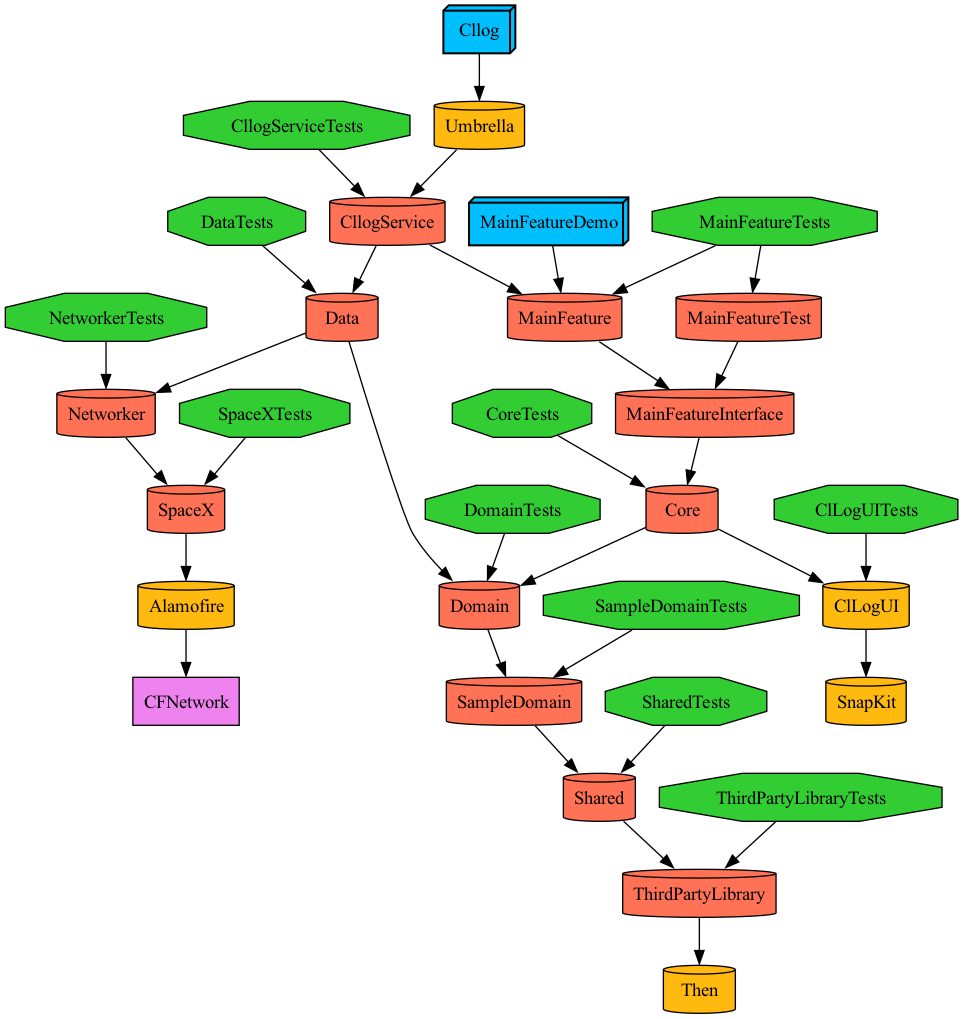 Cllog
CllogServiceTests
Umbrella
DataTests
CllogService
MainFeatureDemo
MainFeatureTests
NetworkerTests
Data
MainFeature
MainFeatureTest
Networker
SpaceXTests
CoreTests
MainFeatureInterface
SpaceX
DomainTests
Core
ClLogUITests
Alamofire
Domain
SampleDomainTests
ClLogUI
CFNetwork
SampleDomain
SharedTests
SnapKit
Shared
ThirdPartyLibraryTests
ThirdPartyLibrary
Then